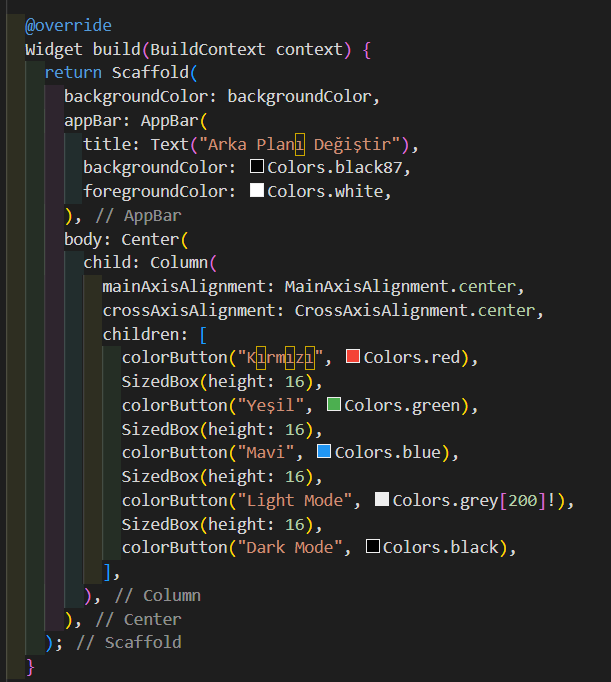 @override
Widget build(BuildContext context) {
  return Scaffold(
    backgroundColor: backgroundColor,
    appBar: AppBar(
      title: Text("Arka Planı Değiştir"),
      backgroundColor: Colors.black87,
      foregroundColor: Colors.white,
    ), // AppBar
    body: Center(
      child: Column(
        mainAxisAlignment: MainAxisAlignment.center,
        crossAxisAlignment: CrossAxisAlignment.center,
        children: [
          colorButton("Kırmızı", Colors.red),
          SizedBox(height: 16),
          colorButton("Yeşil", Colors.green),
          SizedBox(height: 16),
          colorButton("Mavi", Colors.blue),
          SizedBox(height: 16),
          colorButton("Light Mode", Colors.grey[200]!),
          SizedBox(height: 16),
          colorButton("Dark Mode", Colors.black),
        ],
      ), // Column
    ), // Center
  ); // Scaffold
}